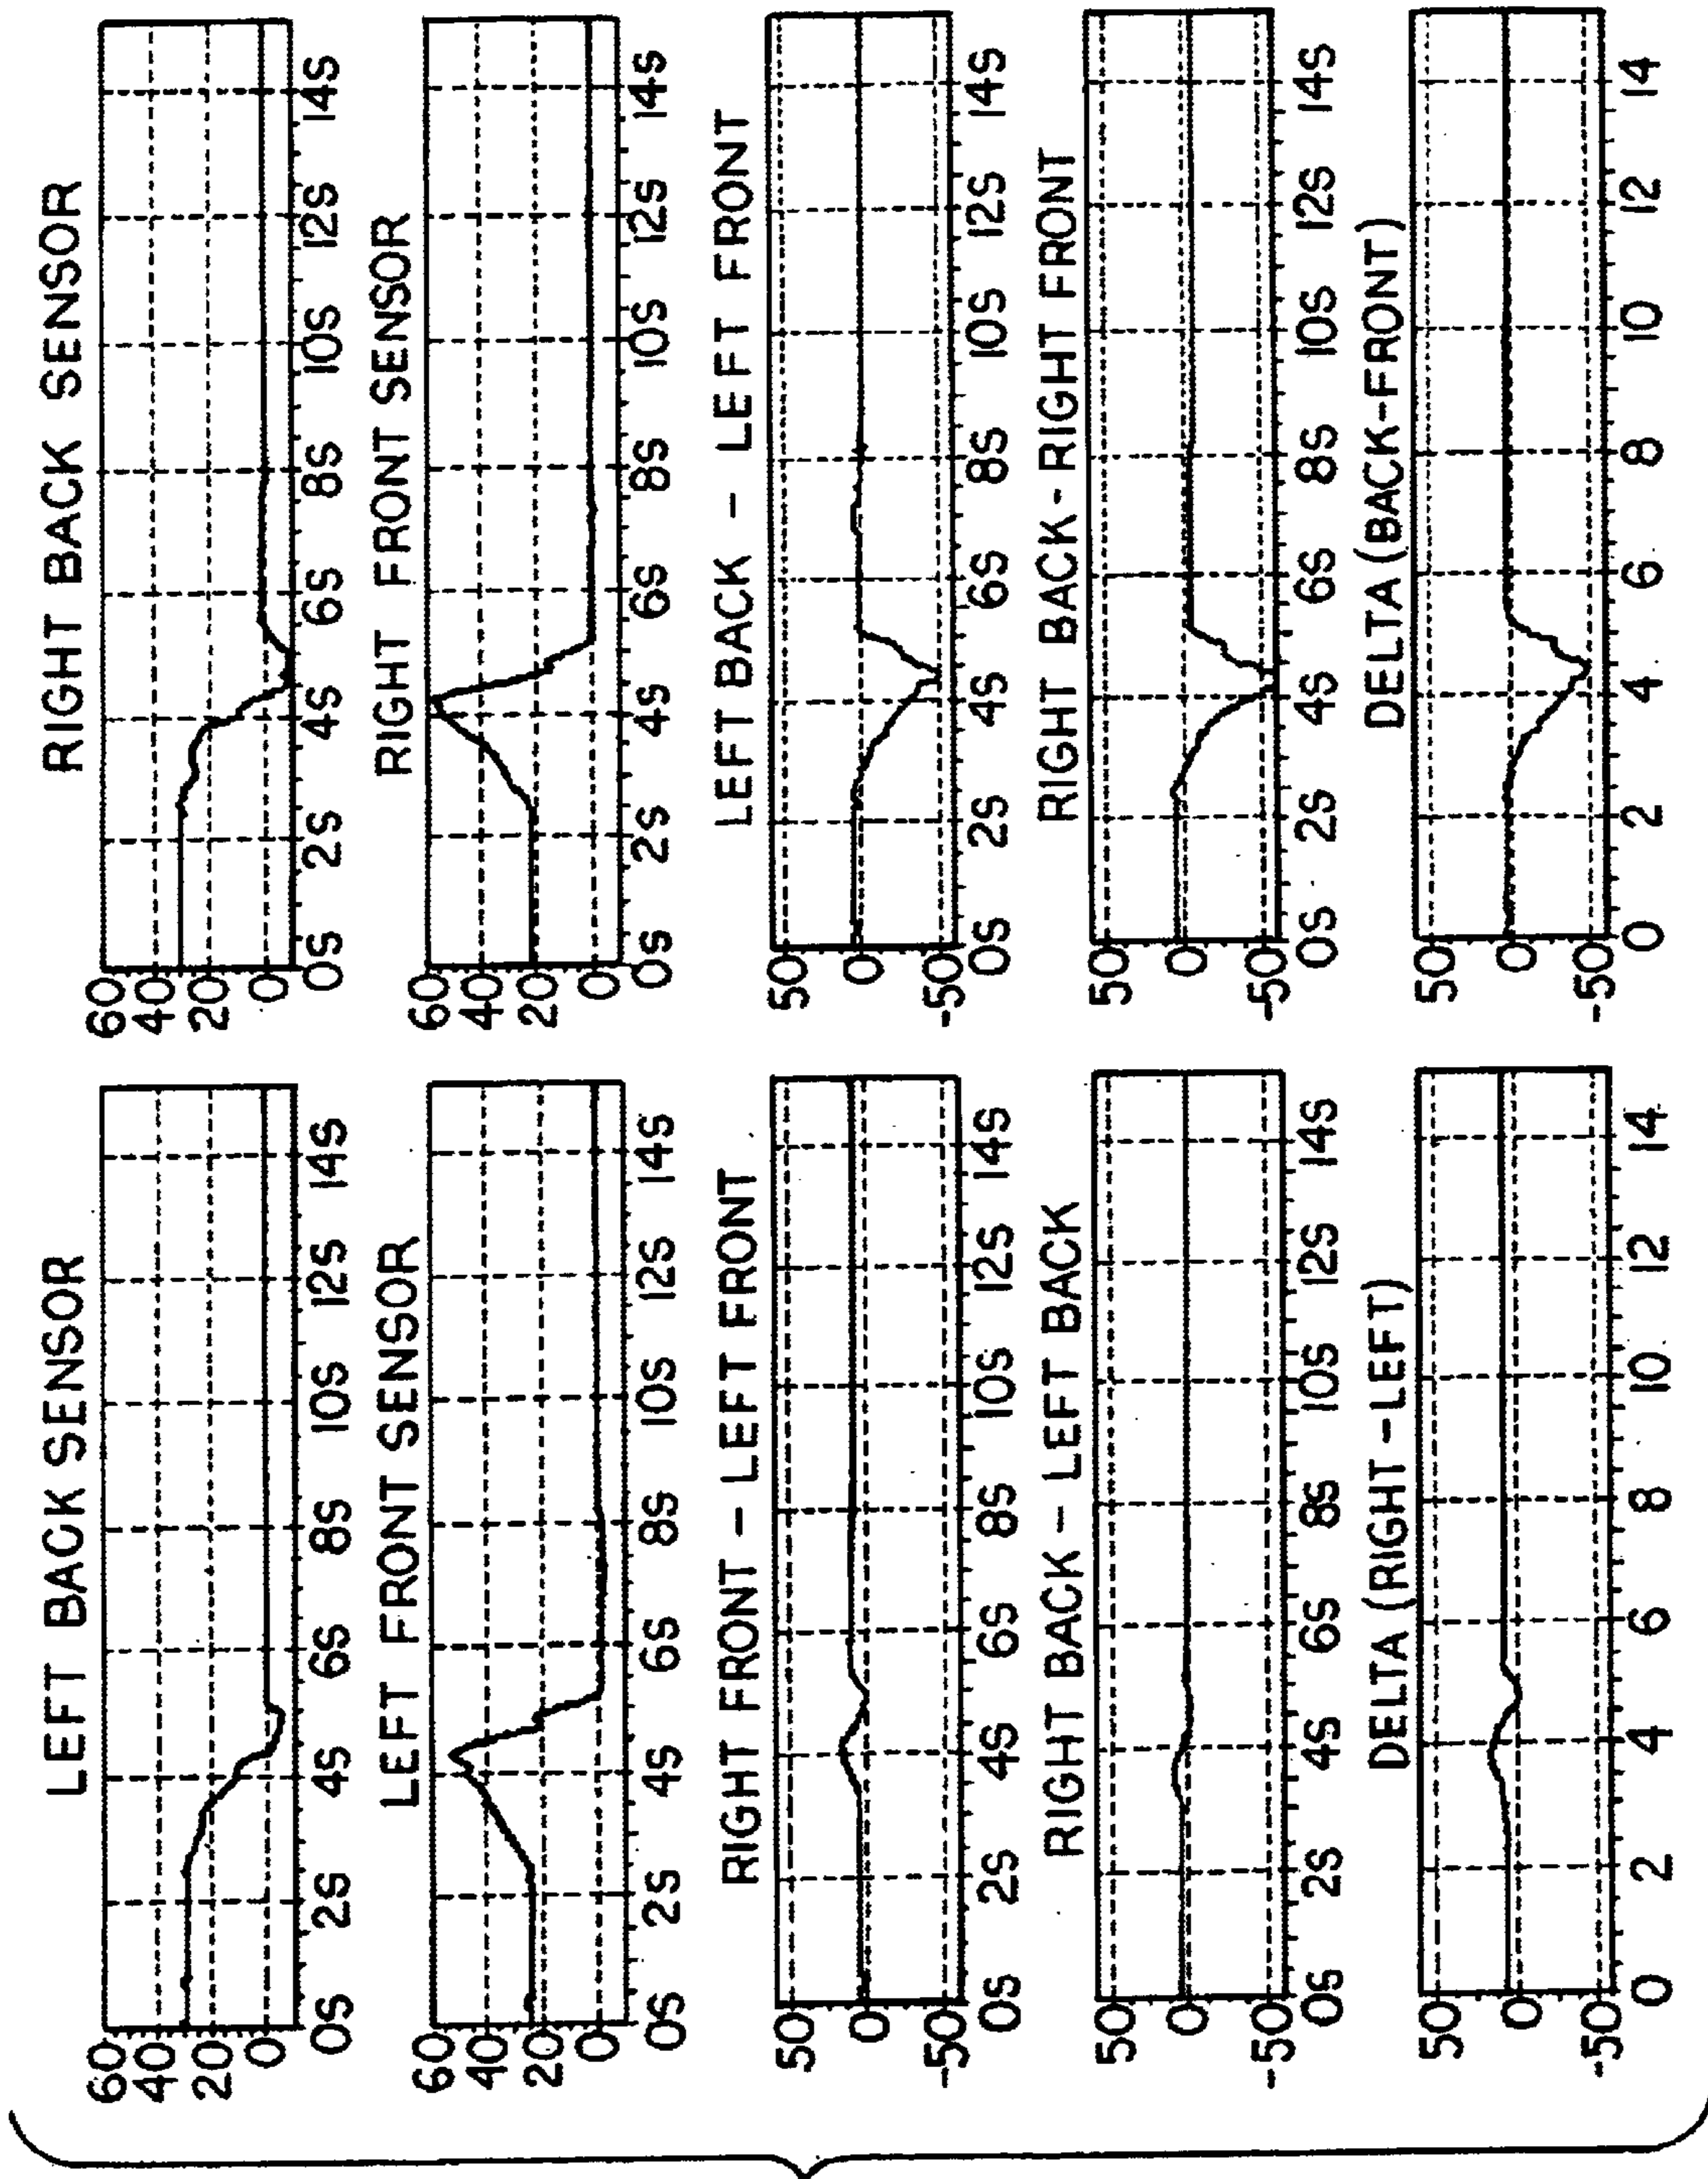 LEFT BACK SENSOR
60
40
20
0
0S 2S 4S 6S 8S 10S 12S 14S
LEFT FRONT SENSOR
60
40
20
0
0S 2S 4S 6S 8S 10S 12S 14S
RIGHT FRONT - LEFT FRONT
50
0
-50
0S 2S 4S 6S 8S 10S 12S 14S
RIGHT BACK - LEFT BACK
50
0
-50
0S 2S 4S 6S 8S 10S 12S 14S
DELTA (RIGHT - LEFT)
50
0
-50
0 2 4 6 8 10 12 14
RIGHT BACK SENSOR
60
40
20
0
0S 2S 4S 6S 8S 10S 12S 14S
RIGHT FRONT SENSOR
60
40
20
0
0S 2S 4S 6S 8S 10S 12S 14S
LEFT BACK - LEFT FRONT
50
0
-50
0S 2S 4S 6S 8S 10S 12S 14S
RIGHT BACK - RIGHT FRONT
50
0
-50
0S 2S 4S 6S 8S 10S 12S 14S
DELTA (BACK-FRONT)
50
0
-50
0 2 4 6 8 10 12 14